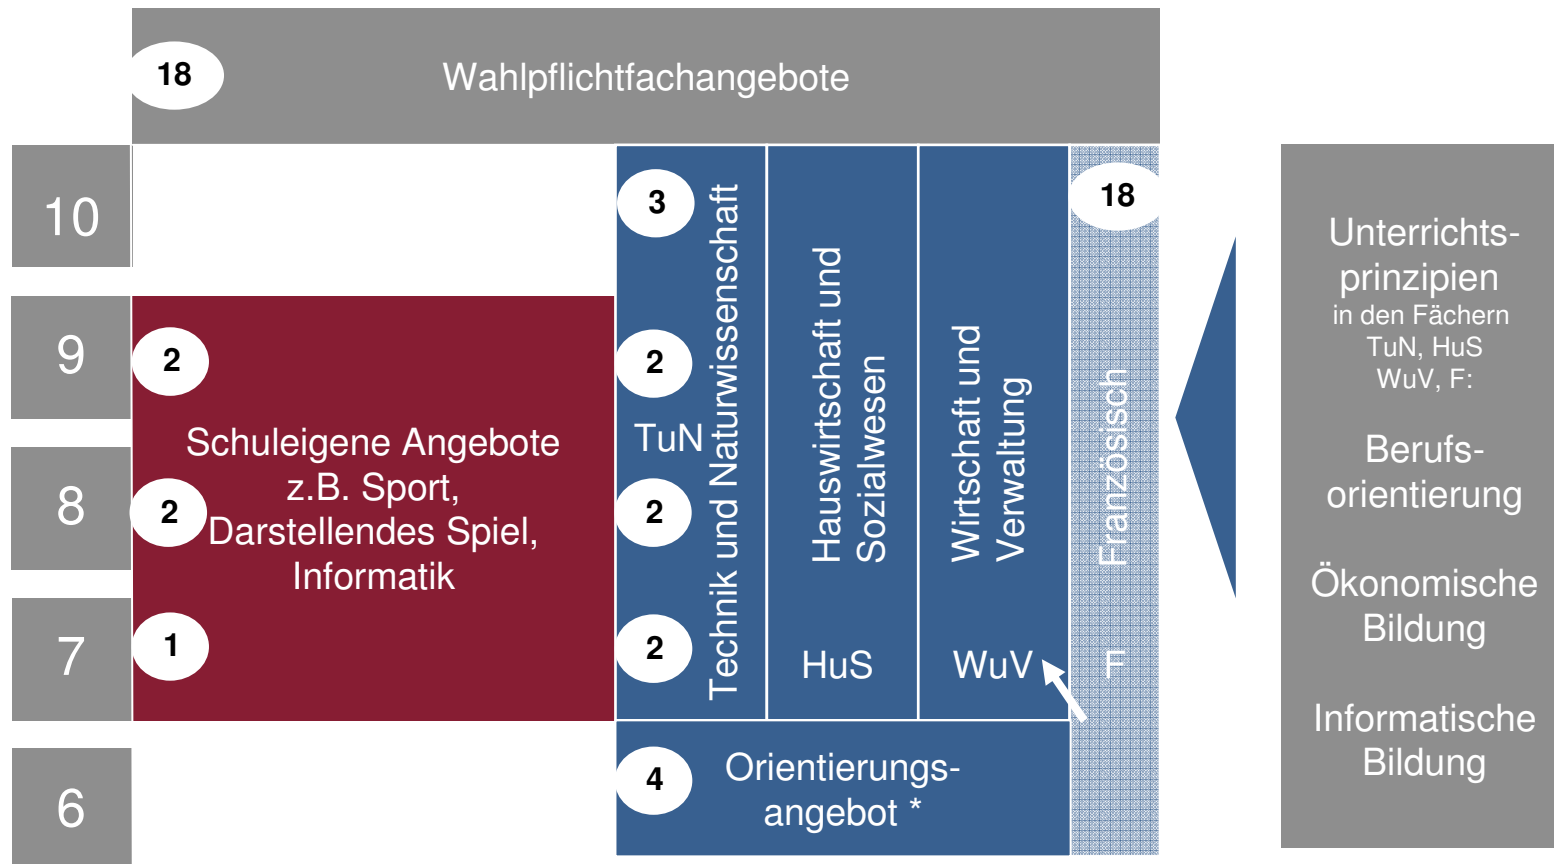 18
Wahlpflichtfachangebote
10
9
8
7
6
2
2
1
Schuleigene Angebote
z.B. Sport,
Darstellendes Spiel,
Informatik
3
2
TuN
2
2
Technik und Naturwissenschaft
Hauswirtschaft und
Sozialwesen
HuS
Wirtschaft und
Verwaltung
WuV
18
Französisch
F
4
Orientierungs-
angebot *
Unterrichts-
prinzipien
in den Fächern
TuN, HuS
WuV, F:
Berufs-
orientierung
Ökonomische
Bildung
Informatische
Bildung